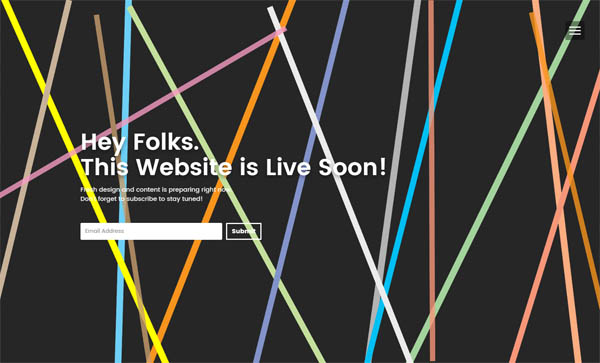 Hey Folks.
This Website is Live Soon!
Fresh design and content is preparing right now.
Don't forget to subscribe to stay tuned!
Email Address
Submit